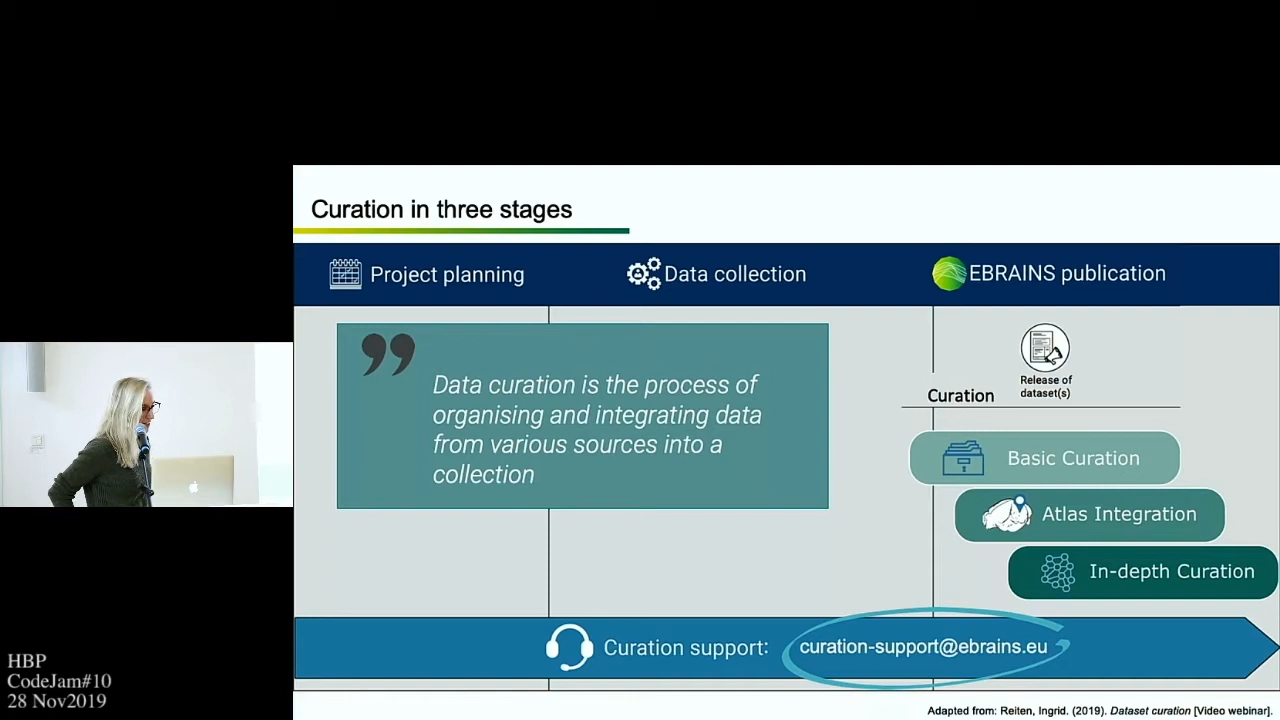 Curation in three stages
Project planning
Data collection
EBRAINS publication
Data curation is the process of
organising and integrating data
from various sources into a
collection
Release of
dataset(s)
Curation
Basic Curation
Atlas Integration
In-depth Curation
Curation support: curation-support@ebrains.eu
HBP
CodeJam#10
28 Nov2019
Adapted from: Reiten, Ingrid. (2019). Dataset curation [Video webinar].